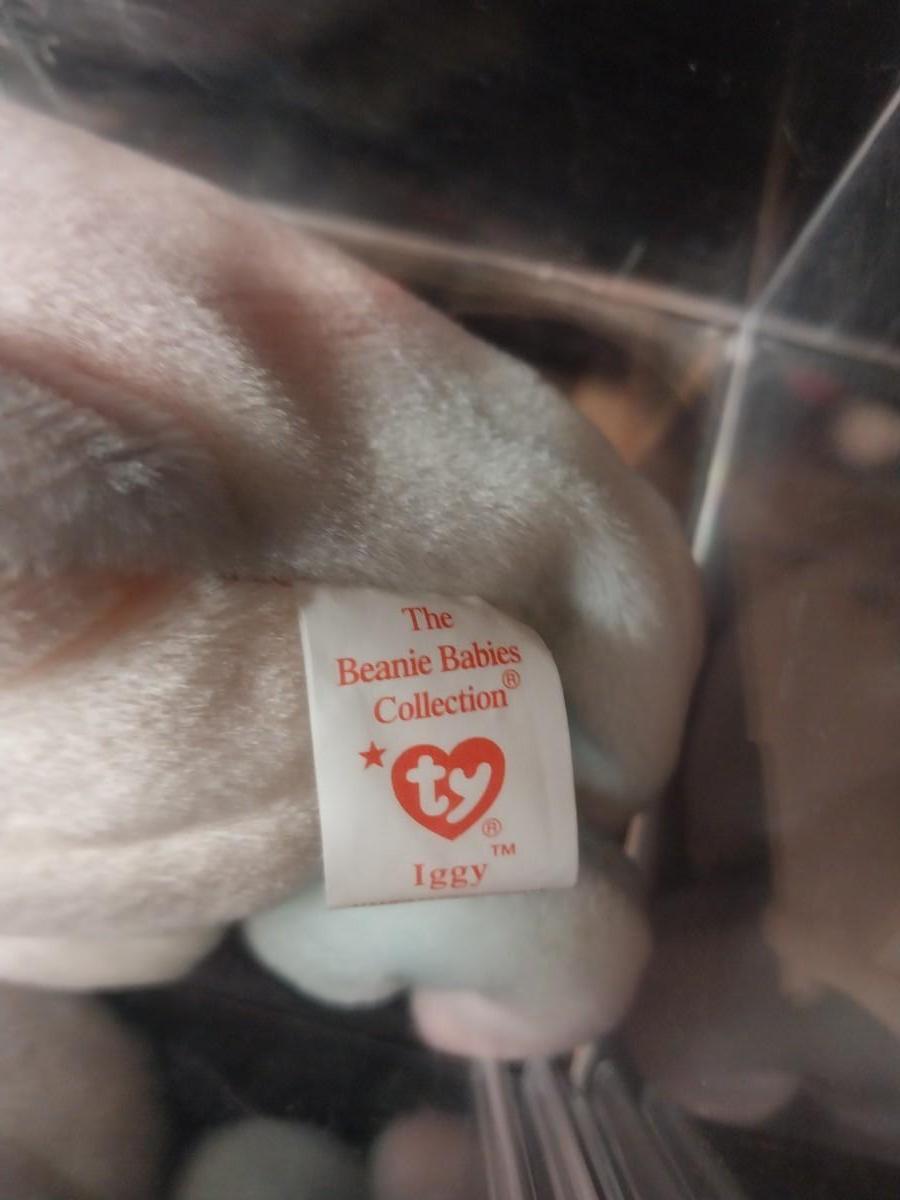 The
Beanie Babies
Collection®
ty®
Iggy™